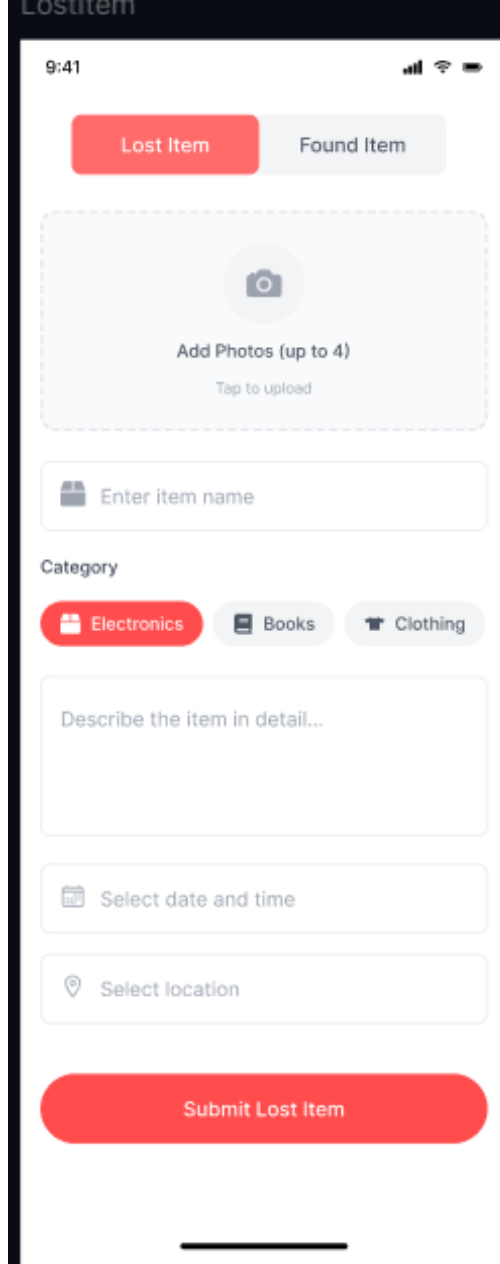 LostItem
9:41
Lost Item Found Item
Add Photos (up to 4)
Tap to upload
Enter item name
Category
Electronics Books Clothing
Describe the item in detail...
Select date and time
Select location
Submit Lost Item